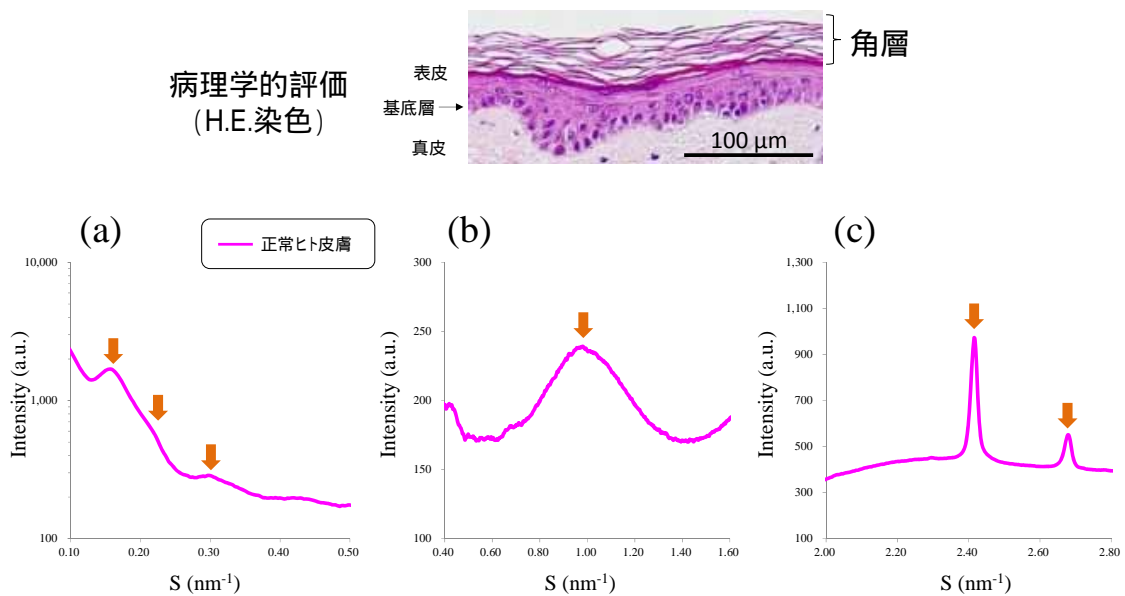 角層
病理学的評価
(H.E.染色)
表皮
基底層
真皮
100 μm
(a)
正常ヒト皮膚
10,000
1,000
100
Intensity (a.u.)
0.10 0.20 0.30 0.40 0.50
S (nm⁻¹)
(b)
300
250
200
150
100
Intensity (a.u.)
0.40 0.60 0.80 1.00 1.20 1.40 1.60
S (nm⁻¹)
(c)
1,300
1,100
900
700
500
300
100
Intensity (a.u.)
2.00 2.20 2.40 2.60 2.80
S (nm⁻¹)